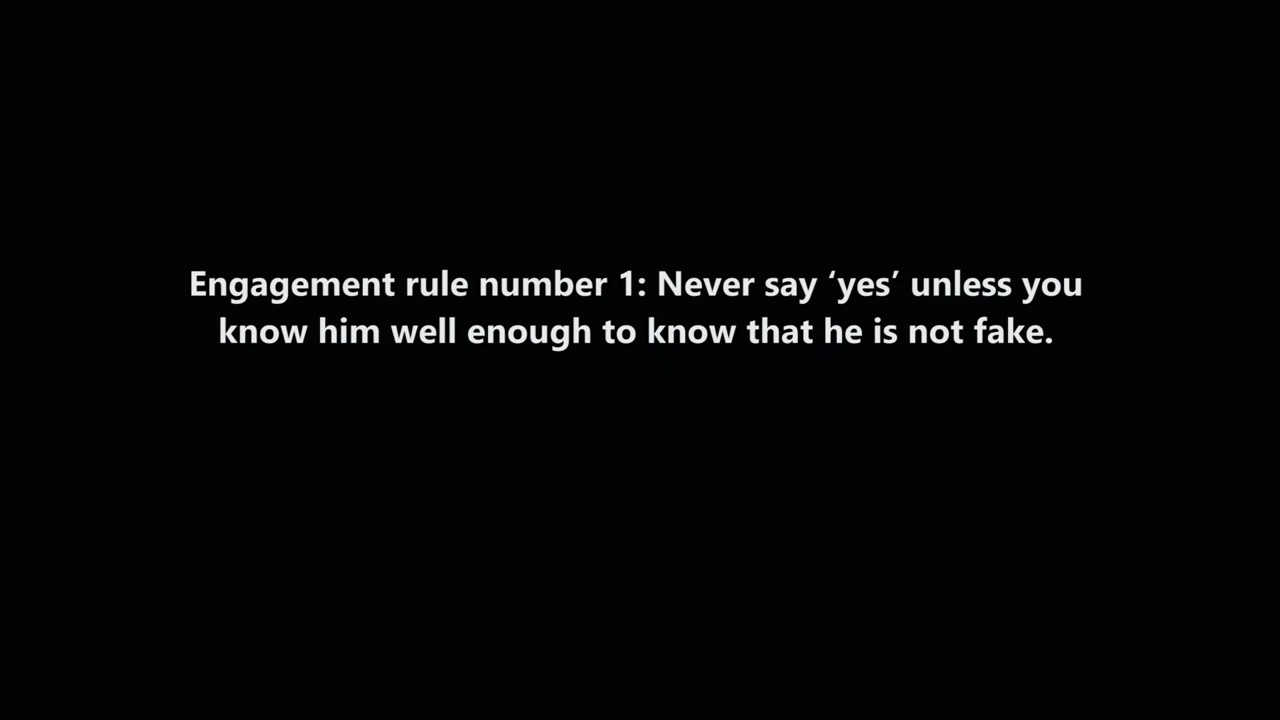 Engagement rule number 1: Never say ‘yes’ unless you
know him well enough to know that he is not fake.